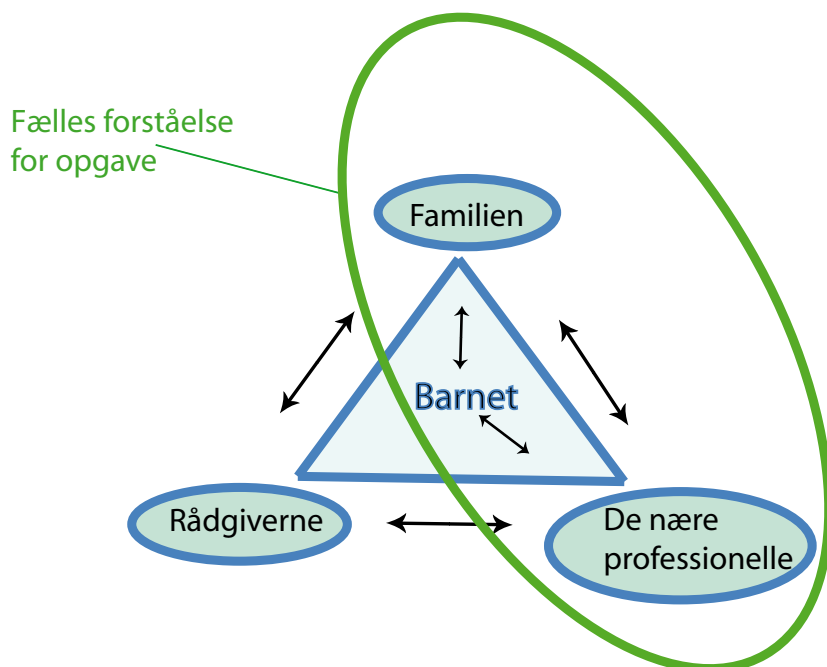 Fælles forståelse
for opgave
Familien
Barnet
Rådgiverne
De nære
professionelle